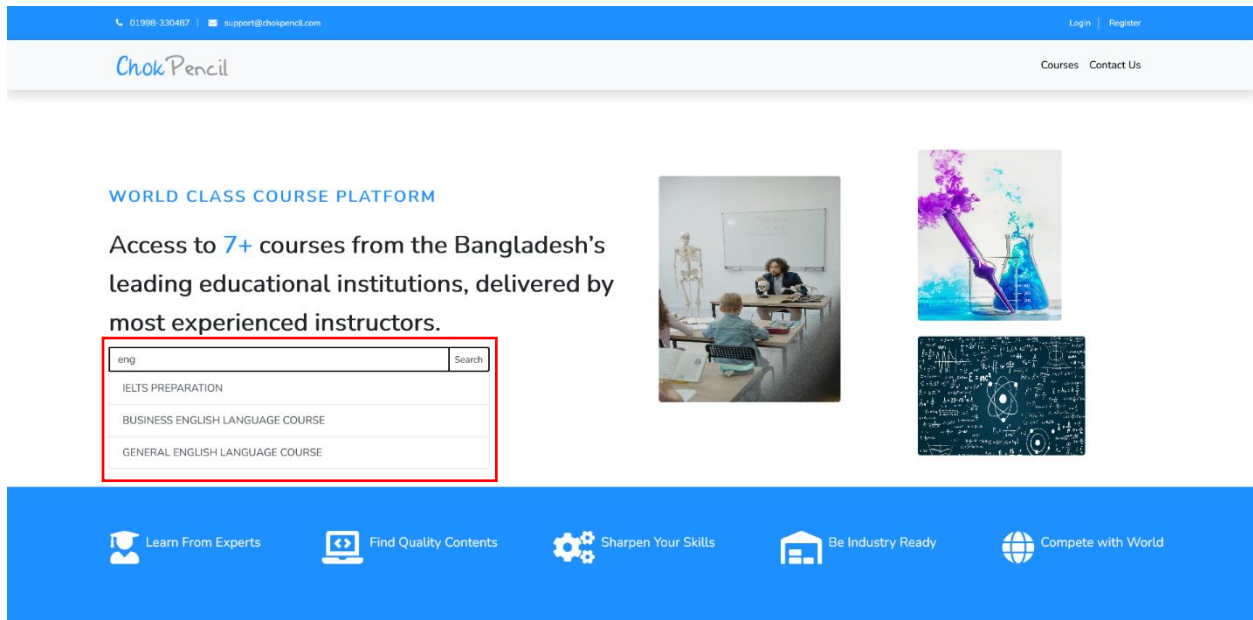 01998-330487 | support@chokpencil.com
Login | Register
ChokPencil
Courses Contact Us
WORLD CLASS COURSE PLATFORM
Access to 7+ courses from the Bangladesh's
leading educational institutions, delivered by
most experienced instructors.
eng Search
IELTS PREPARATION
BUSINESS ENGLISH LANGUAGE COURSE
GENERAL ENGLISH LANGUAGE COURSE
E=mc²
Learn From Experts Find Quality Contents Sharpen Your Skills Be Industry Ready Compete with World